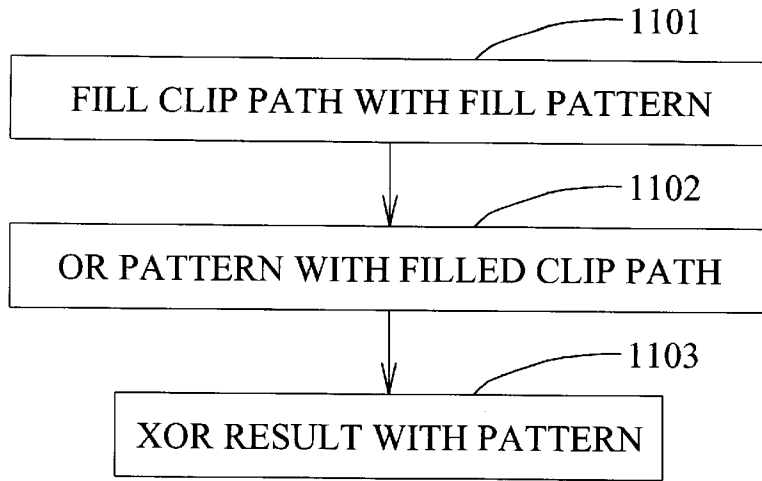 1101
FILL CLIP PATH WITH FILL PATTERN
1102
OR PATTERN WITH FILLED CLIP PATH
1103
XOR RESULT WITH PATTERN